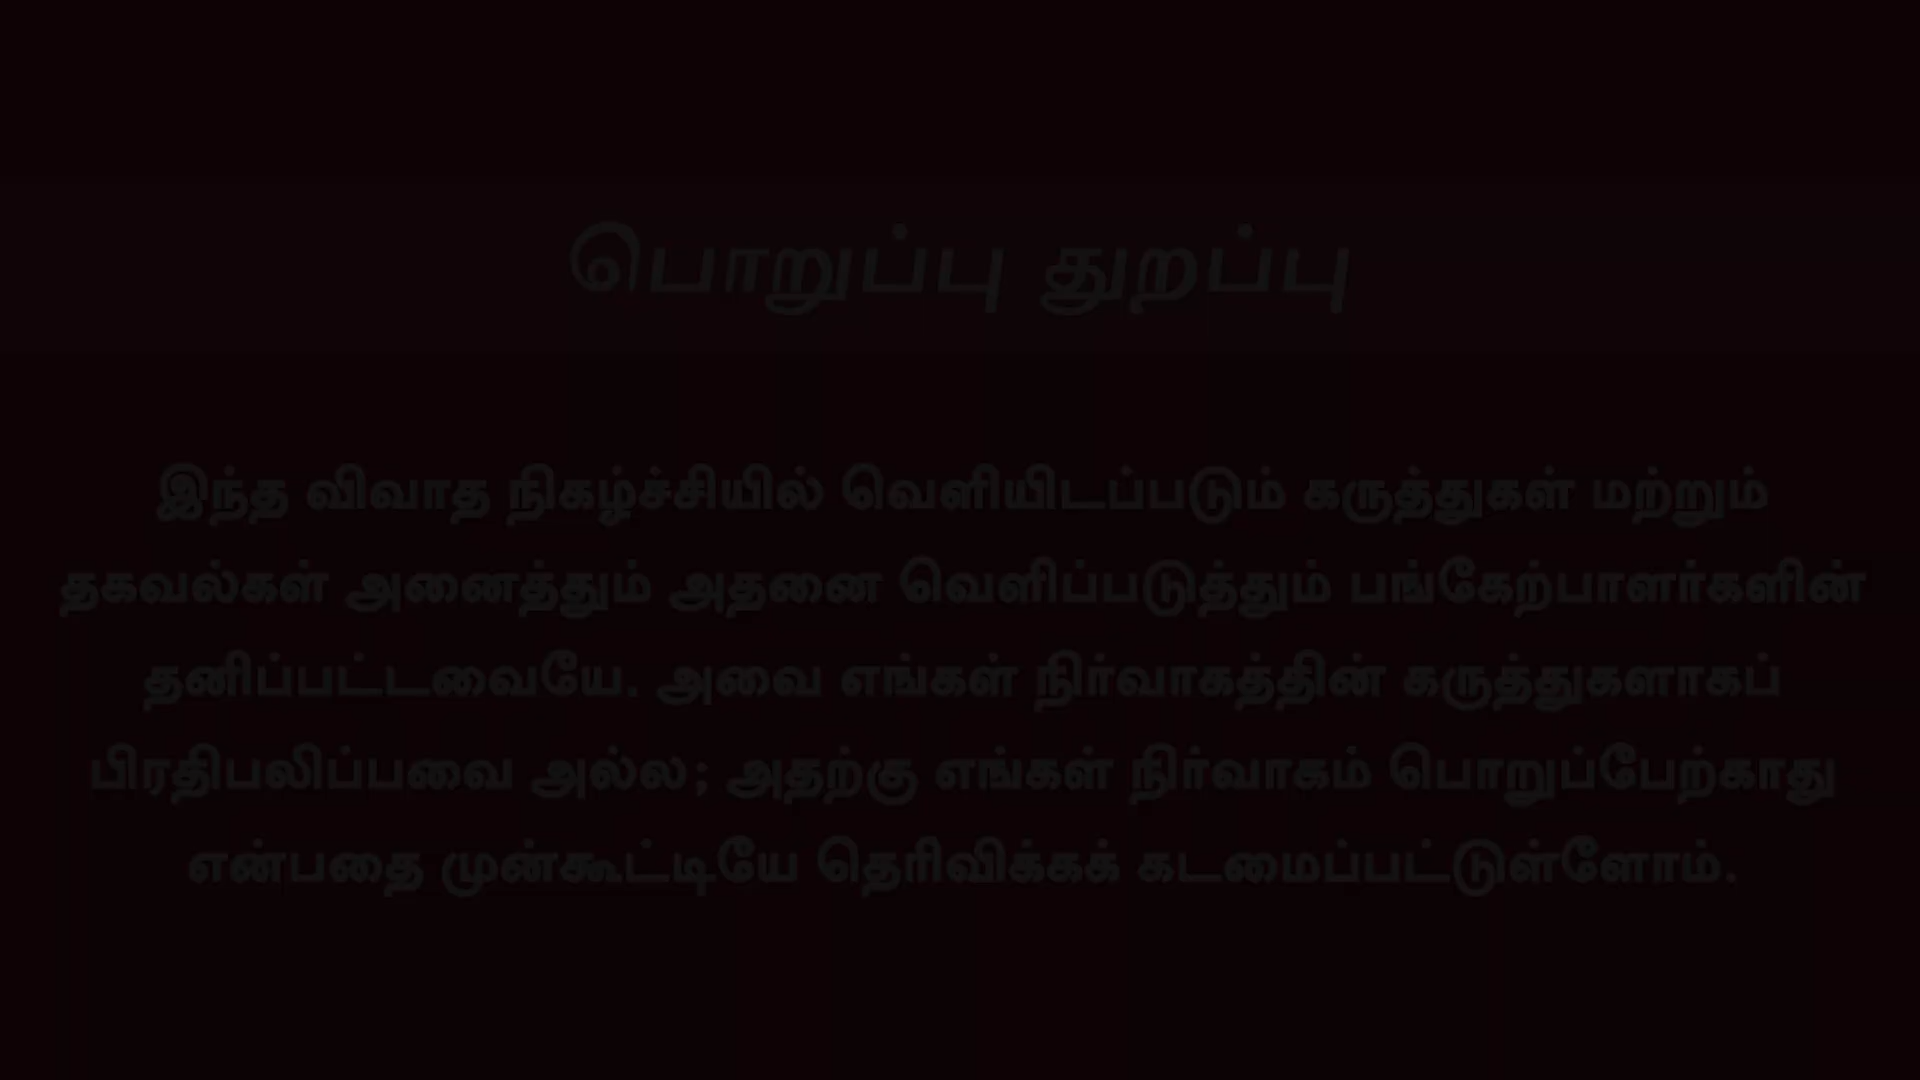 பொறுப்பு துறப்பு
இந்த விவாத நிகழ்ச்சியில் வெளியிடப்படும் கருத்துகள் மற்றும்
தகவல்கள் அனைத்தும் அதனை வெளிப்படுத்தும் பங்கேற்பாளர்களின்
தனிப்பட்டவையே. அவை எங்கள் நிர்வாகத்தின் கருத்துகளாகப்
பிரதிபலிப்பவை அல்ல; அதற்கு எங்கள் நிர்வாகம் பொறுப்பேற்காது
என்பதை முன்கூட்டியே தெரிவிக்கக் கடமைப்பட்டுள்ளோம்.